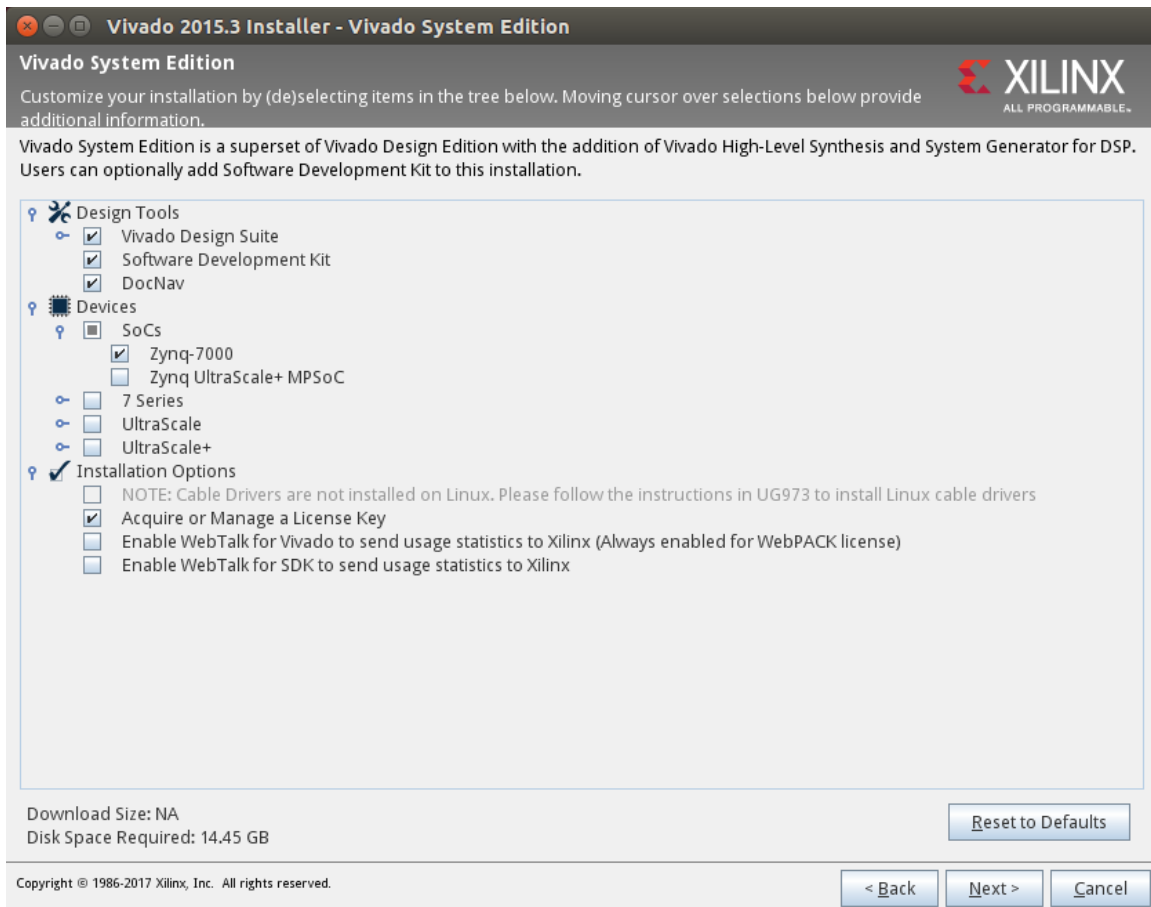 Vivado 2015.3 Installer - Vivado System Edition
Vivado System Edition
Customize your installation by (de)selecting items in the tree below. Moving cursor over selections below provide
additional information.
XILINX
ALL PROGRAMMABLE™
Vivado System Edition is a superset of Vivado Design Edition with the addition of Vivado High-Level Synthesis and System Generator for DSP.
Users can optionally add Software Development Kit to this installation.
Design Tools
Vivado Design Suite
Software Development Kit
DocNav
Devices
SoCs
Zynq-7000
Zynq UltraScale+ MPSoC
7 Series
UltraScale
UltraScale+
Installation Options
NOTE: Cable Drivers are not installed on Linux. Please follow the instructions in UG973 to install Linux cable drivers
Acquire or Manage a License Key
Enable WebTalk for Vivado to send usage statistics to Xilinx (Always enabled for WebPACK license)
Enable WebTalk for SDK to send usage statistics to Xilinx
Download Size: NA
Disk Space Required: 14.45 GB
Reset to Defaults
Copyright © 1986-2017 Xilinx, Inc. All rights reserved.
< Back
Next >
Cancel